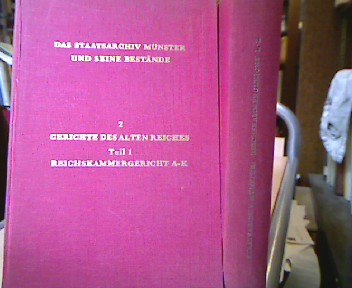 DAS STAATSARCHIV MÜNSTER
UND SEINE BESTÄNDE
2
GERICHTE DES ALTEN REICHES
Teil 1
REICHSKAMMERGERICHT A-K